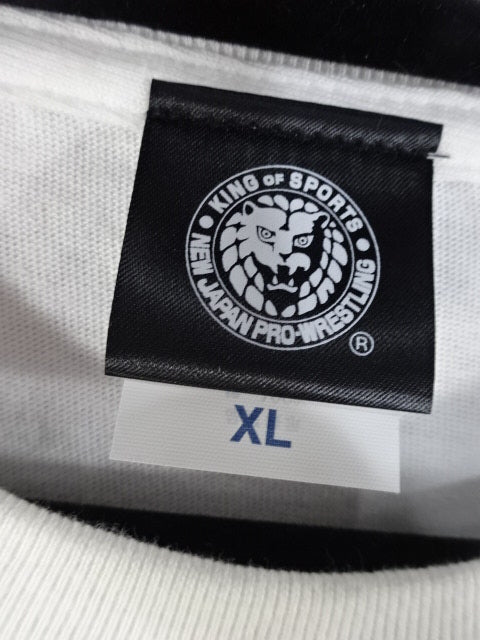 KING OF SPORTS
NEW JAPAN PRO-WRESTLING
®
XL